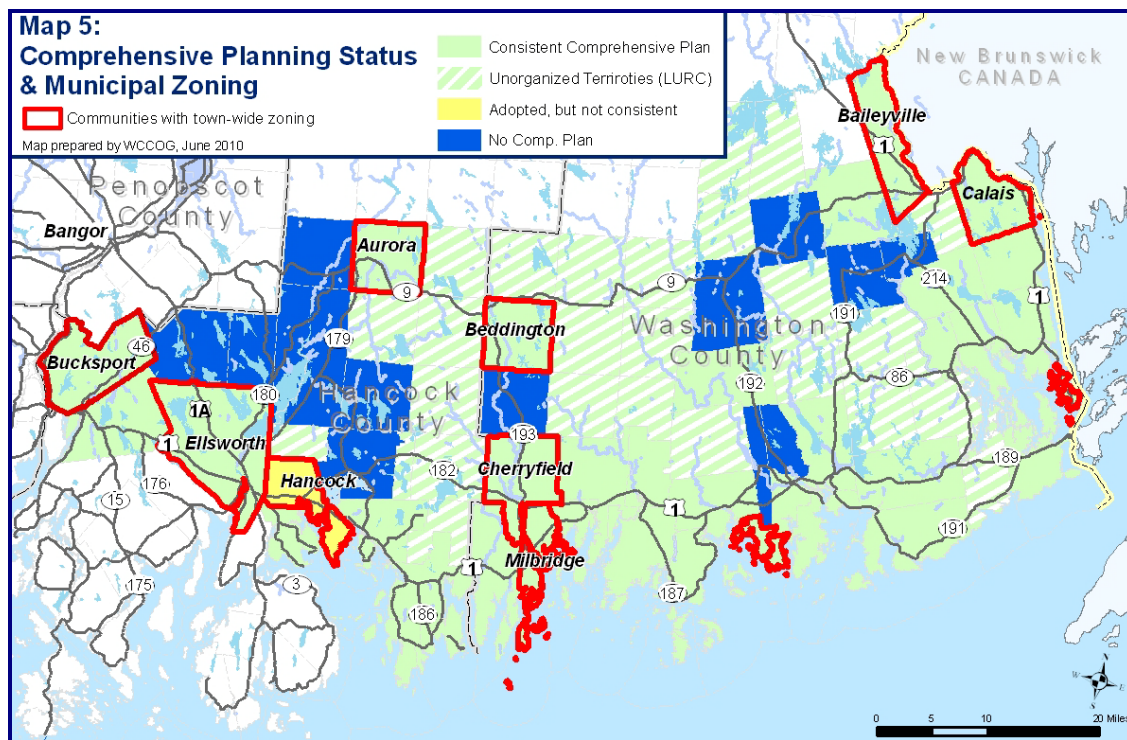 Map 5:
Comprehensive Planning Status
& Municipal Zoning
Communities with town-wide zoning
Map prepared by WCCOG, June 2010
Consistent Comprehensive Plan
Unorganized Terriroties (LURC)
Adopted, but not consistent
No Comp. Plan
New Brunswick
CANADA
Baileyville
1
Calais
Penobscot
County
Bangor
Aurora
9
9
214
1
Beddington
Washington
County
191
Bucksport
46
179
Hancock
County
180
1A
Ellsworth
1
192
86
193
Cherryfield
182
Hancock
189
176
15
1
191
Milbridge
1
175
3
186
187
N
W
E
S
0
5
10
20 Miles